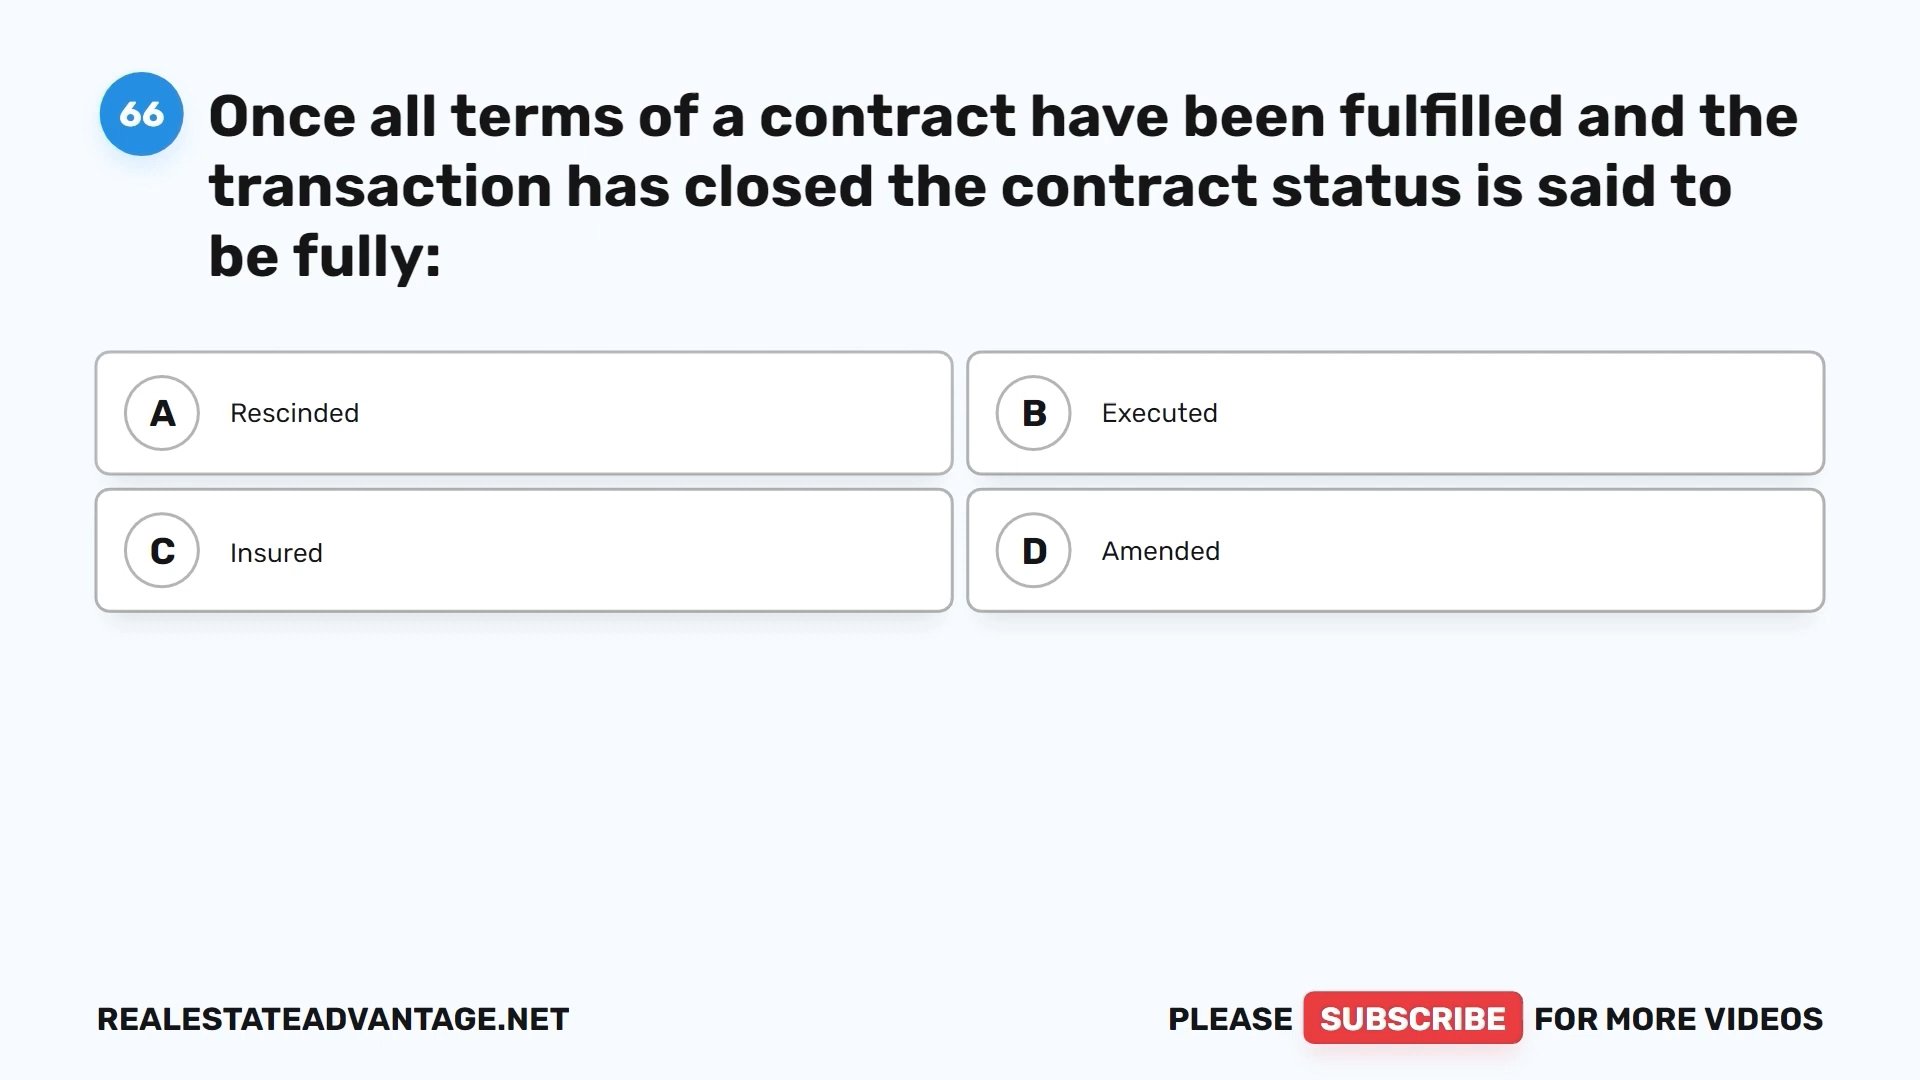 66
Once all terms of a contract have been fulfilled and the
transaction has closed the contract status is said to
be fully:
A Rescinded
B Executed
C Insured
D Amended
REALESTATEADVANTAGE.NET
PLEASE SUBSCRIBE FOR MORE VIDEOS